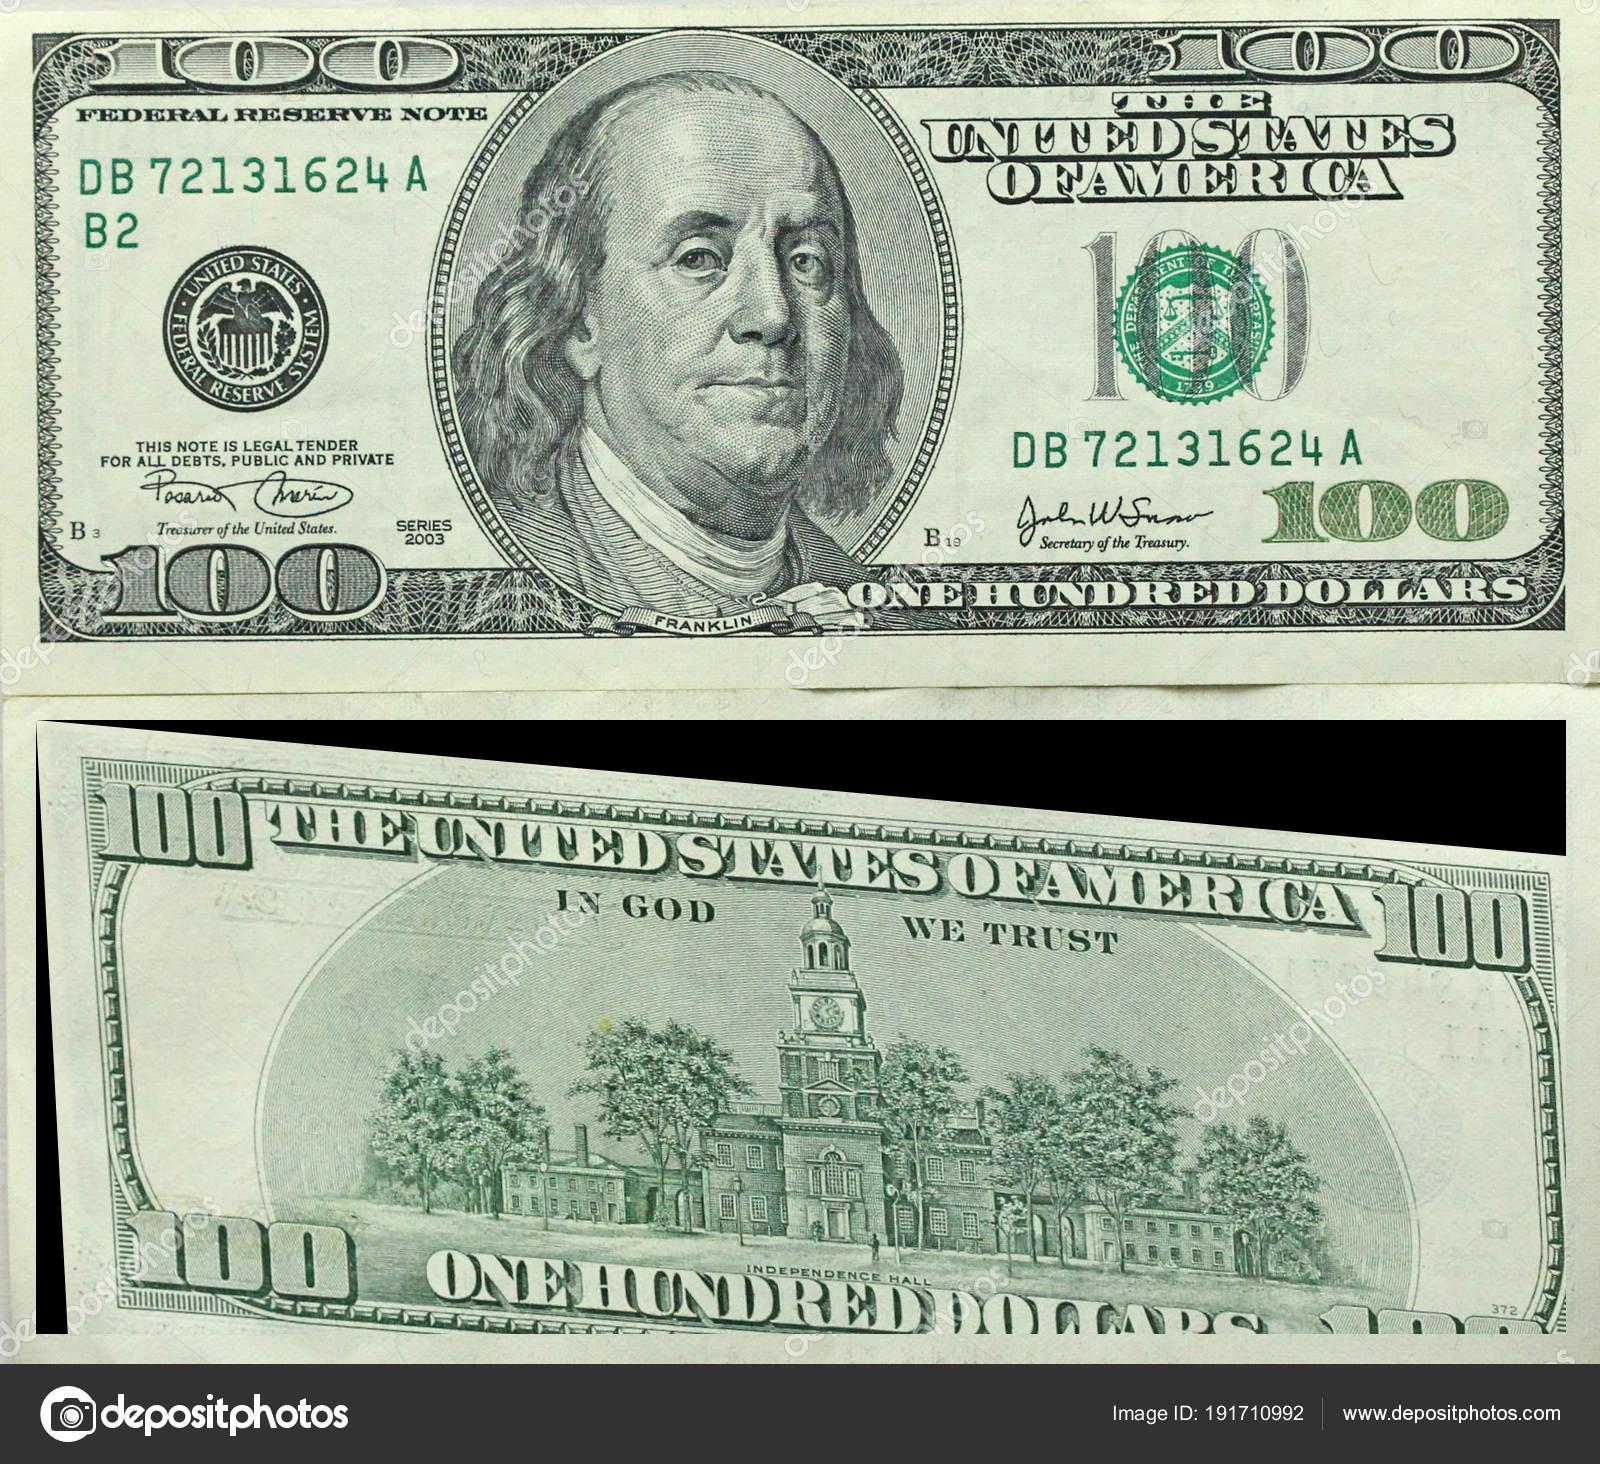 100 100
FEDERAL RESERVE NOTE
THE
UNITED STATES
OF AMERICA
DB 72131624 A
B2
UNITED STATES
FEDERAL RESERVE SYSTEM
100
THE DEPARTMENT OF THE TREASURY
1789
THIS NOTE IS LEGAL TENDER
FOR ALL DEBTS, PUBLIC AND PRIVATE
DB 72131624 A
Rosario Marin
Treasurer of the United States.
B3
SERIES
2003
John W Snow
Secretary of the Treasury.
B 19
100
100
FRANKLIN
ONE HUNDRED DOLLARS
100
THE UNITED STATES OF AMERICA
100
IN GOD WE TRUST
100
INDEPENDENCE HALL
ONE HUNDRED DOLLARS
372
100
depositphotos
Image ID: 191710992
www.depositphotos.com